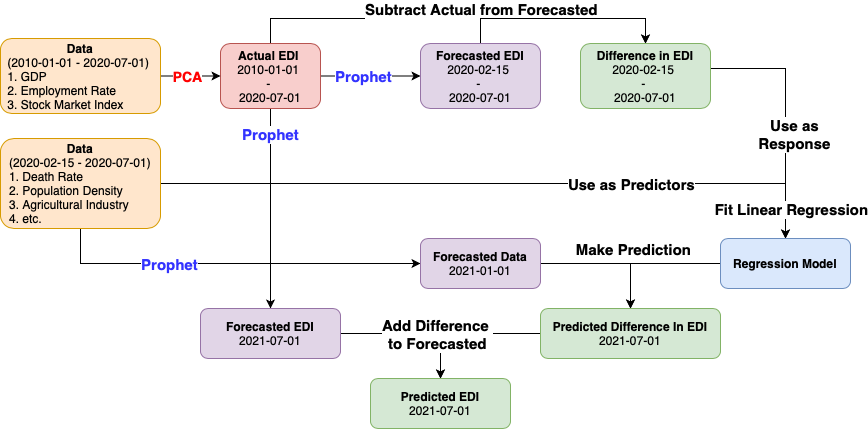 Subtract Actual from Forecasted
Data
(2010-01-01 - 2020-07-01)
1. GDP
2. Employment Rate
3. Stock Market Index
PCA
Actual EDI
2010-01-01
-
2020-07-01
Prophet
Forecasted EDI
2020-02-15
-
2020-07-01
Difference in EDI
2020-02-15
-
2020-07-01
Prophet
Use as
Response
Data
(2020-02-15 - 2020-07-01)
1. Death Rate
2. Population Density
3. Agricultural Industry
4. etc.
Use as Predictors
Fit Linear Regression
Prophet
Forecasted Data
2021-01-01
Make Prediction
Regression Model
Forecasted EDI
2021-07-01
Add Difference
to Forecasted
Predicted Difference In EDI
2021-07-01
Predicted EDI
2021-07-01